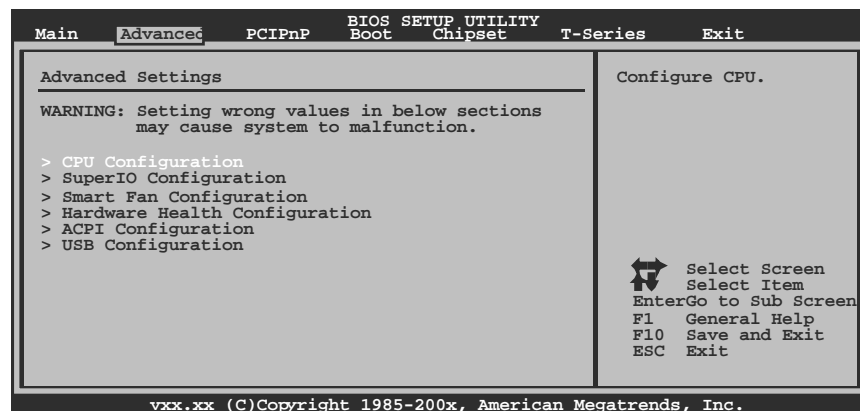 BIOS SETUP UTILITY
Main Advanced PCIPnP Boot Chipset T-Series Exit
Advanced Settings
WARNING: Setting wrong values in below sections
may cause system to malfunction.
> CPU Configuration
> SuperIO Configuration
> Smart Fan Configuration
> Hardware Health Configuration
> ACPI Configuration
> USB Configuration
Configure CPU.
Select Screen
Select Item
EnterGo to Sub Screen
F1 General Help
F10 Save and Exit
ESC Exit
vxx.xx (C)Copyright 1985-200x, American Megatrends, Inc.